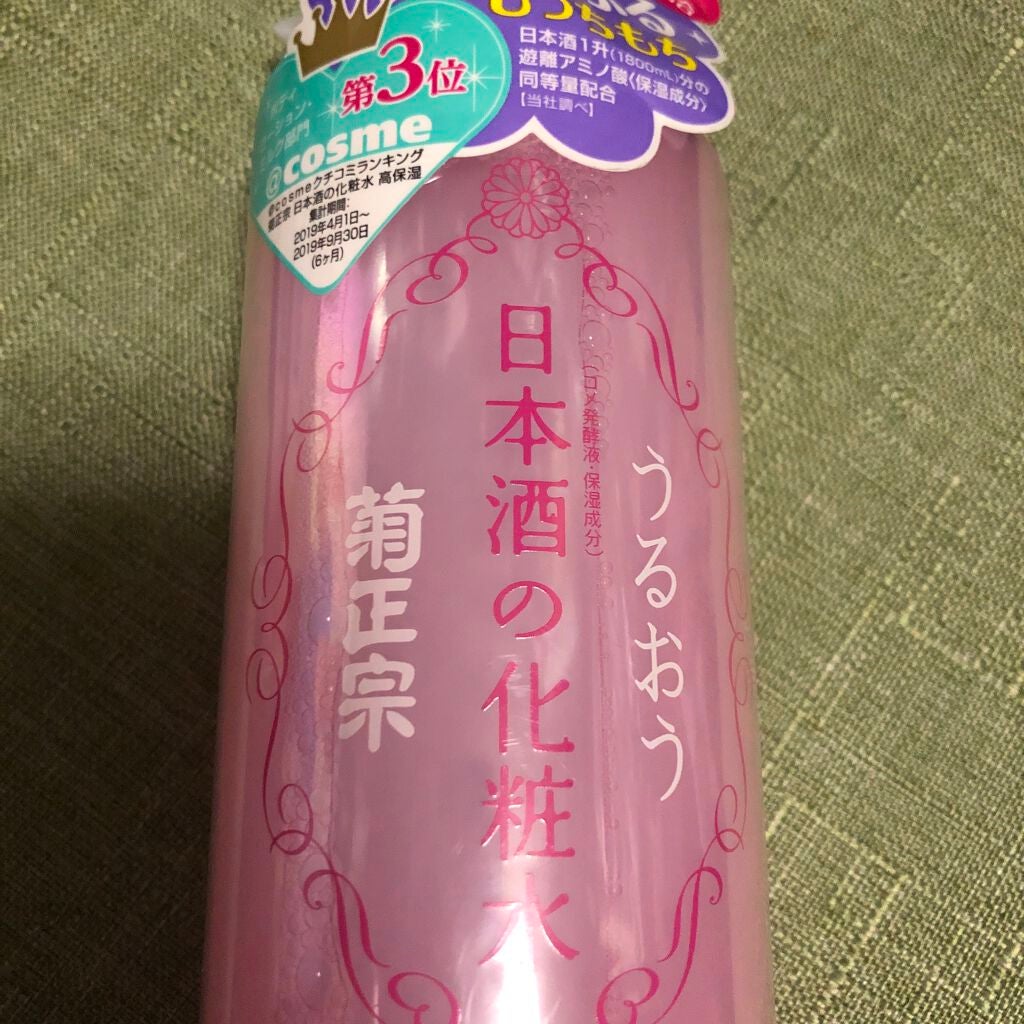 第3位
@cosme
@cosmeクチコミランキング
菊正宗 日本酒の化粧水 高保湿
集計期間:
2019年4月1日~
2019年9月30日
(6ヶ月)
もちもち
日本酒1升(1800mL)分の
遊離アミノ酸〈保湿成分〉
同等量配合
【当社調べ】
うるおう
(コメ発酵液・保湿成分)
日本酒の化粧水
菊正宗